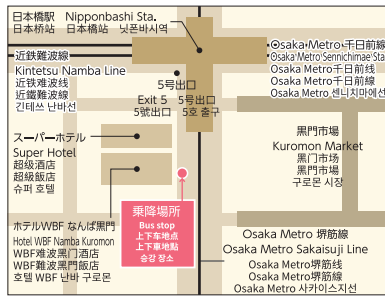 日本橋駅 Nipponbashi Sta.
日本桥站 日本橋站 닛폰바시역
近鉄難波線
Kintetsu Namba Line
近铁难波线
近鐵難波線
긴테쓰 난바선
5号出口
Exit 5 5号出口
5號出口 5호 출구
Osaka Metro 千日前線
Osaka Metro Sennichimae Sta
Osaka Metro千日前线
Osaka Metro千日前線
Osaka Metro 센니치마에선
スーパーホテル
Super Hotel
超级酒店
超級飯店
슈퍼 호텔
黒門市場
Kuromon Market
黑门市场
黑門市場
구로몬 시장
乗降場所
Bus stop
上下车地点
上下車地點
승강 장소
ホテルWBF なんば黒門
Hotel WBF Namba Kuromon
WBF难波黑门酒店
WBF難波黑門飯店
호텔 WBF 난바 구로몬
Osaka Metro 堺筋線
Osaka Metro Sakaisuji Line
Osaka Metro堺筋线
Osaka Metro堺筋線
Osaka Metro 사카이스지선